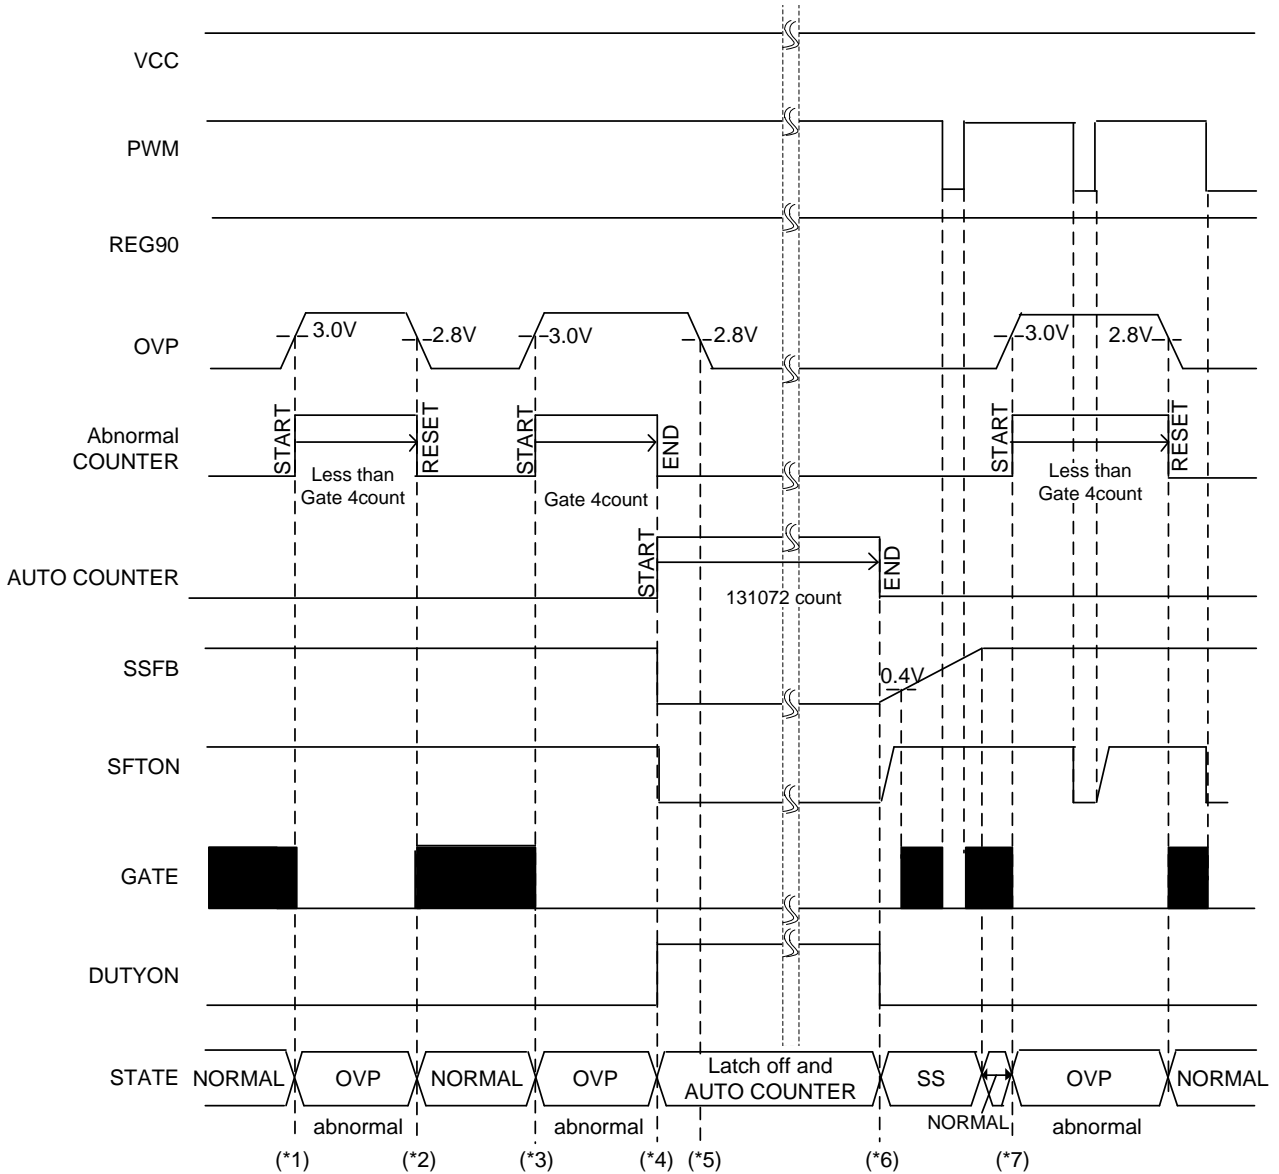 VCC
PWM
REG90
OVP
3.0V
2.8V
3.0V
2.8V
3.0V
2.8V
Abnormal
COUNTER
START
RESET
START
END
START
RESET
Less than
Gate 4count
Gate 4count
Less than
Gate 4count
AUTO COUNTER
START
END
131072 count
SSFB
0.4V
SFTON
GATE
DUTYON
STATE
NORMAL
OVP
NORMAL
OVP
Latch off and
AUTO COUNTER
SS
OVP
NORMAL
abnormal
abnormal
NORMAL
abnormal
(*1)
(*2)
(*3)
(*4)
(*5)
(*6)
(*7)